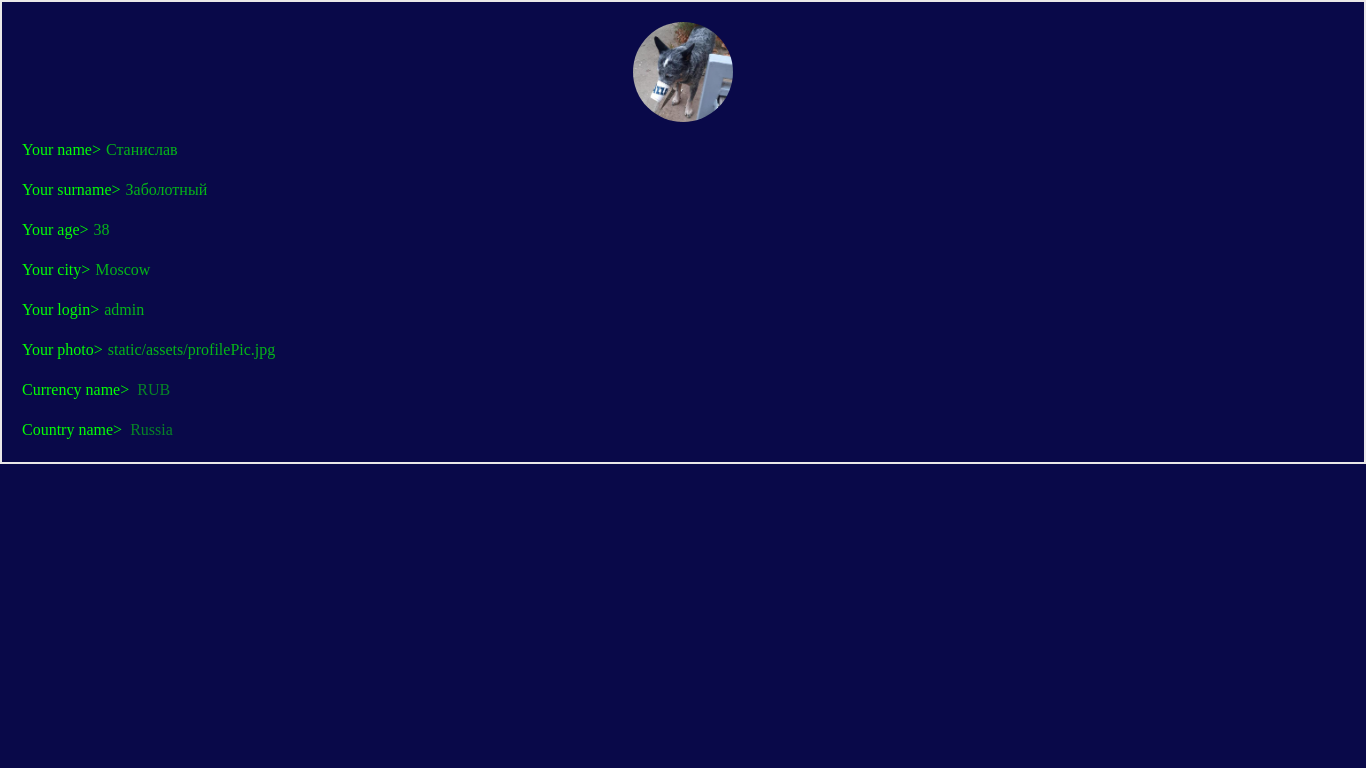 Your name> Станислав
Your surname> Заболотный
Your age> 38
Your city> Moscow
Your login> admin
Your photo> static/assets/profilePic.jpg
Currency name> RUB
Country name> Russia